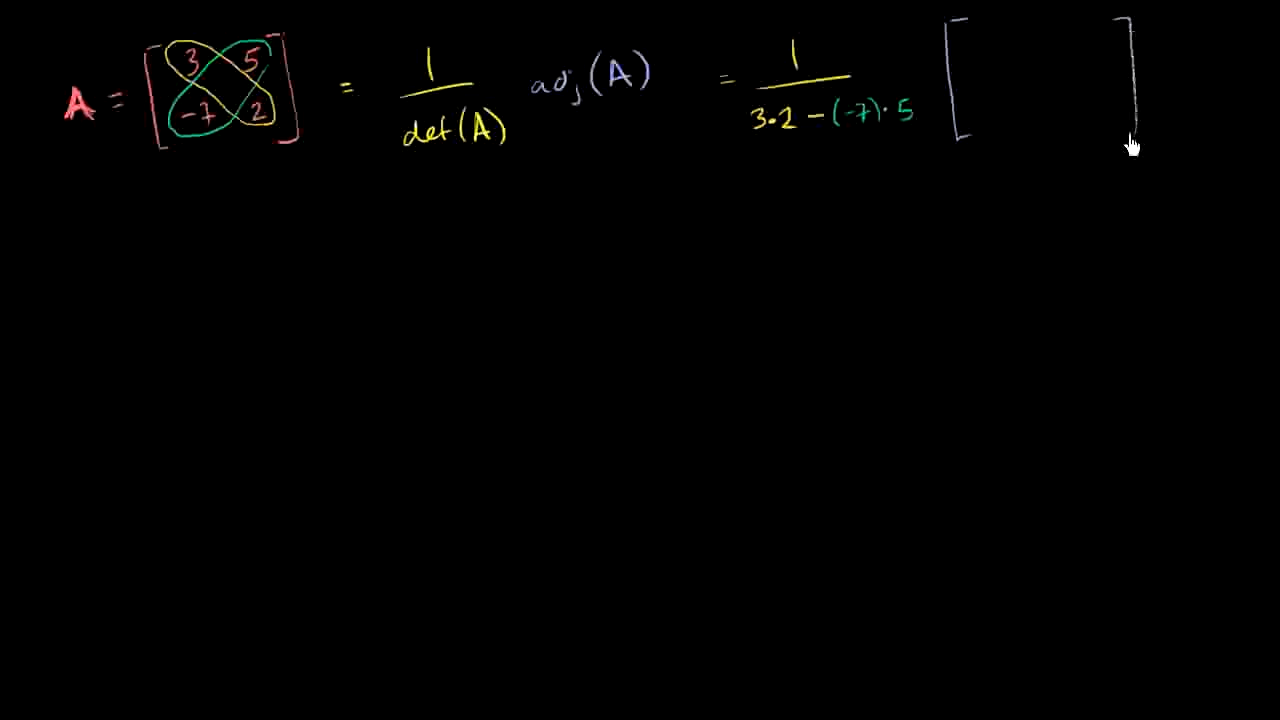 A = [ 3 5 = 1 / det(A) adj(A) = 1 / 3·2 − (-7)·5 [ ]
-7 2 ]